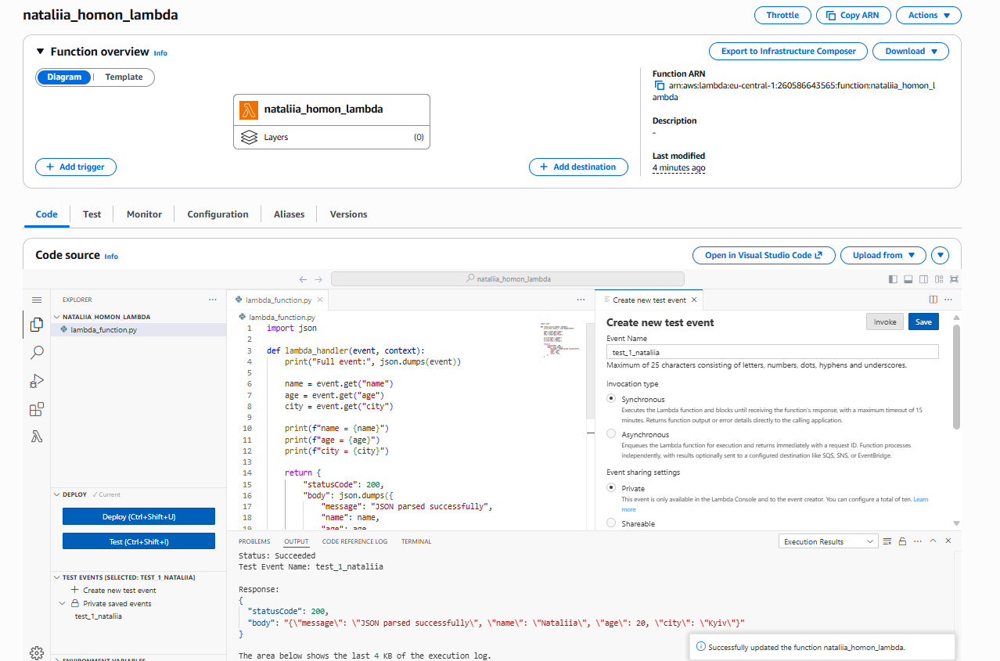 nataliia_homon_lambda
Throttle
Copy ARN
Actions
Function overview Info
Export to Infrastructure Composer
Download
Diagram
Template
nataliia_homon_lambda
Layers
(0)
+ Add trigger
+ Add destination
Function ARN
arn:aws:lambda:eu-central-1:260586643565:function:nataliia_homon_l
ambda
Description
-
Last modified
4 minutes ago
Code
Test
Monitor
Configuration
Aliases
Versions
Code source Info
Open in Visual Studio Code
Upload from
nataliia_homon_lambda
EXPLORER
NATALIIA_HOMON_LAMBDA
lambda_function.py
DEPLOY
Current
Deploy (Ctrl+Shift+U)
Test (Ctrl+Shift+I)
TEST EVENTS [SELECTED: TEST_1_NATALIIA]
+ Create new test event
Private saved events
test_1_nataliia
ENVIRONMENT VARIABLES
lambda_function.py
lambda_function.py
1 import json
2
3 def lambda_handler(event, context):
4 print("Full event:", json.dumps(event))
5
6 name = event.get("name")
7 age = event.get("age")
8 city = event.get("city")
9
10 print(f"name = {name}")
11 print(f"age = {age}")
12 print(f"city = {city}")
13
14 return {
15 "statusCode": 200,
16 "body": json.dumps({
17 "message": "JSON parsed successfully",
18 "name": name,
19 "age": age
Create new test event
Create new test event
Invoke
Save
Event Name
test_1_nataliia
Maximum of 25 characters consisting of letters, numbers, dots, hyphens and underscores.
Invocation type
Synchronous
Executes the Lambda function and blocks until receiving the function's response, with a maximum timeout of 15
minutes. Returns function output or error details directly to the calling application.
Asynchronous
Enqueues the Lambda function for execution and returns immediately with a request ID. Function processes
independently, with results optionally sent to a configured destination like SQS, SNS, or EventBridge.
Event sharing settings
Private
This event is only available in the Lambda Console and to the event creator. You can configure a total of ten. Learn
more
Shareable
PROBLEMS
OUTPUT
CODE REFERENCE LOG
TERMINAL
Execution Results
Status: Succeeded
Test Event Name: test_1_nataliia
Response:
{
"statusCode": 200,
"body": "{\"message\": \"JSON parsed successfully\", \"name\": \"Nataliia\", \"age\": 20, \"city\": \"Kyiv\"}"
}
The area below shows the last 4 KB of the execution log.
Successfully updated the function nataliia_homon_lambda.